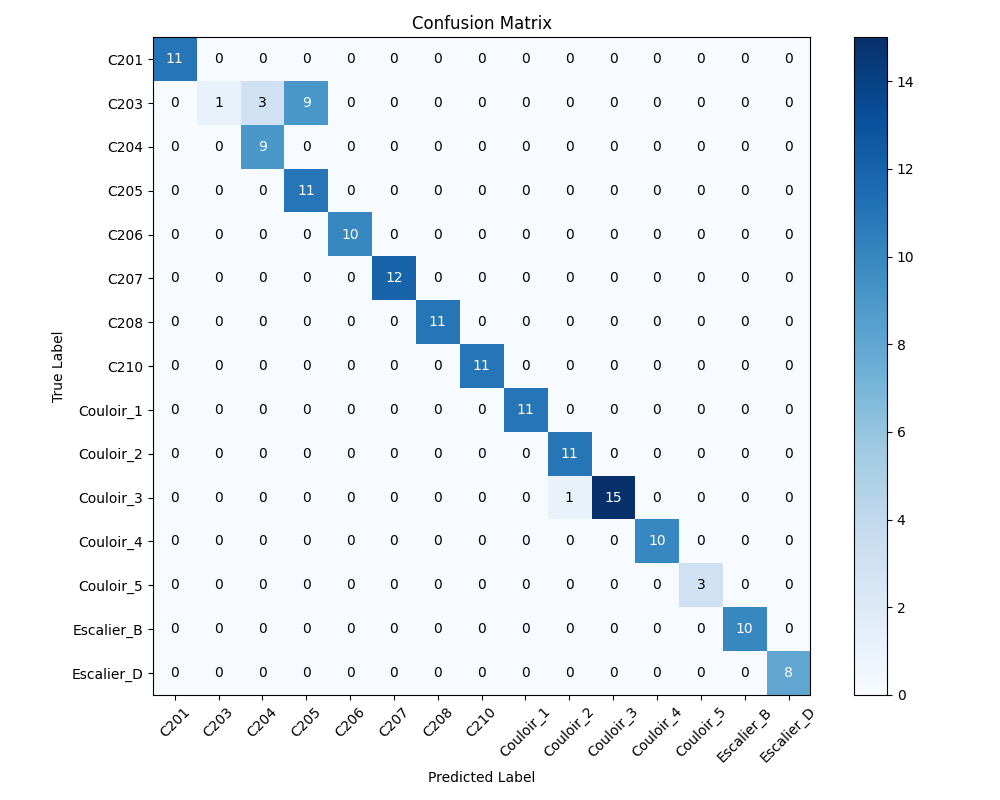 Confusion Matrix
True Label
C201 11 0 0 0 0 0 0 0 0 0 0 0 0 0 0
C203 0 1 3 9 0 0 0 0 0 0 0 0 0 0 0
C204 0 0 9 0 0 0 0 0 0 0 0 0 0 0 0
C205 0 0 0 11 0 0 0 0 0 0 0 0 0 0 0
C206 0 0 0 0 10 0 0 0 0 0 0 0 0 0 0
C207 0 0 0 0 0 12 0 0 0 0 0 0 0 0 0
C208 0 0 0 0 0 0 11 0 0 0 0 0 0 0 0
C210 0 0 0 0 0 0 0 11 0 0 0 0 0 0 0
Couloir_1 0 0 0 0 0 0 0 0 11 0 0 0 0 0 0
Couloir_2 0 0 0 0 0 0 0 0 0 11 0 0 0 0 0
Couloir_3 0 0 0 0 0 0 0 0 0 1 15 0 0 0 0
Couloir_4 0 0 0 0 0 0 0 0 0 0 0 10 0 0 0
Couloir_5 0 0 0 0 0 0 0 0 0 0 0 0 3 0 0
Escalier_B 0 0 0 0 0 0 0 0 0 0 0 0 0 10 0
Escalier_D 0 0 0 0 0 0 0 0 0 0 0 0 0 0 8
C201 C203 C204 C205 C206 C207 C208 C210 Couloir_1 Couloir_2 Couloir_3 Couloir_4 Couloir_5 Escalier_B Escalier_D
Predicted Label
14
12
10
8
6
4
2
0